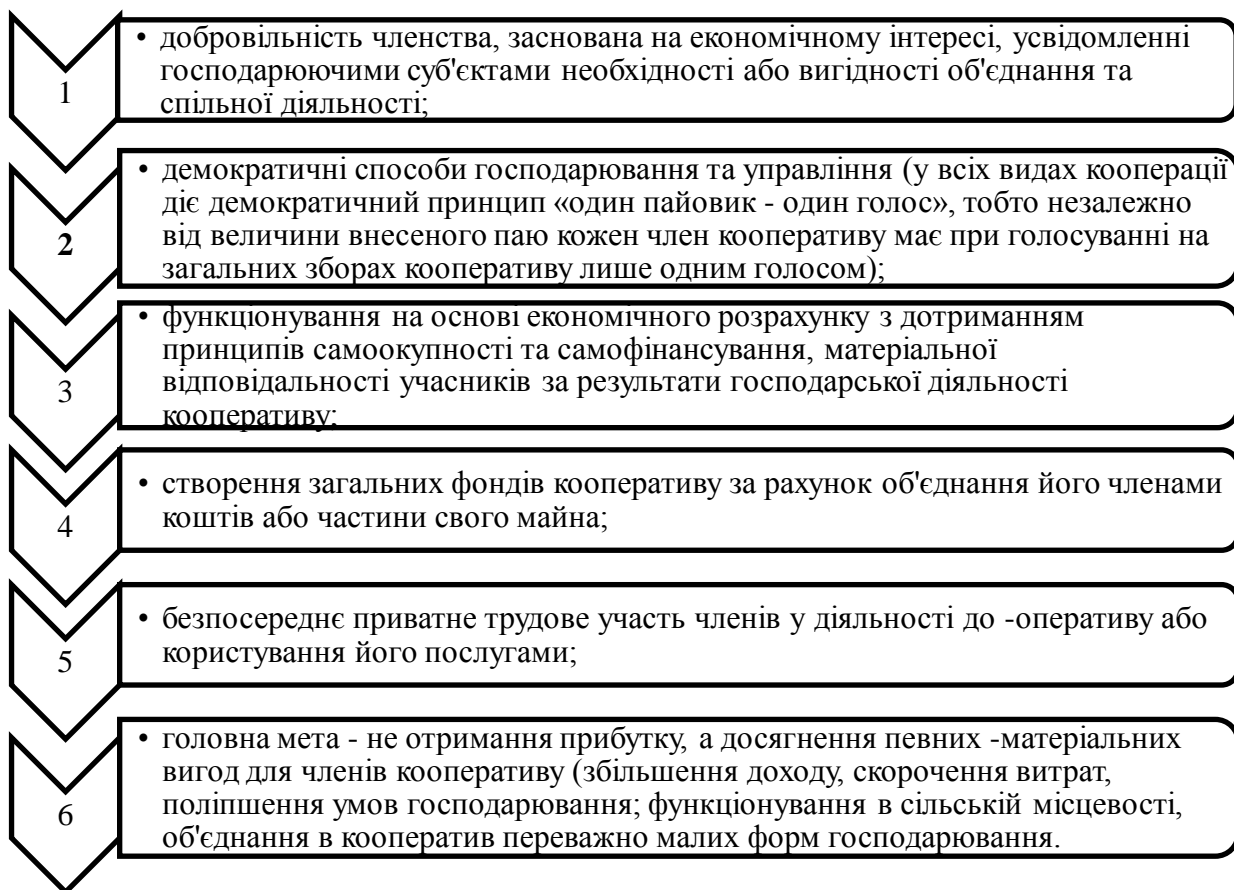 1
• добровільність членства, заснована на економічному інтересі, усвідомленні
господарюючими суб'єктами необхідності або вигідності об'єднання та
спільної діяльності;
2
• демократичні способи господарювання та управління (у всіх видах кооперації
діє демократичний принцип «один пайовик - один голос», тобто незалежно
від величини внесеного паю кожен член кооперативу має при голосуванні на
загальних зборах кооперативу лише одним голосом);
3
• функціонування на основі економічного розрахунку з дотриманням
принципів самоокупності та самофінансування, матеріальної
відповідальності учасників за результати господарської діяльності
кооперативу;
4
• створення загальних фондів кооперативу за рахунок об'єднання його членами
коштів або частини свого майна;
5
• безпосереднє приватне трудове участь членів у діяльності до -оперативу або
користування його послугами;
6
• головна мета - не отримання прибутку, а досягнення певних -матеріальних
вигод для членів кооперативу (збільшення доходу, скорочення витрат,
поліпшення умов господарювання; функціонування в сільській місцевості,
об'єднання в кооператив переважно малих форм господарювання.